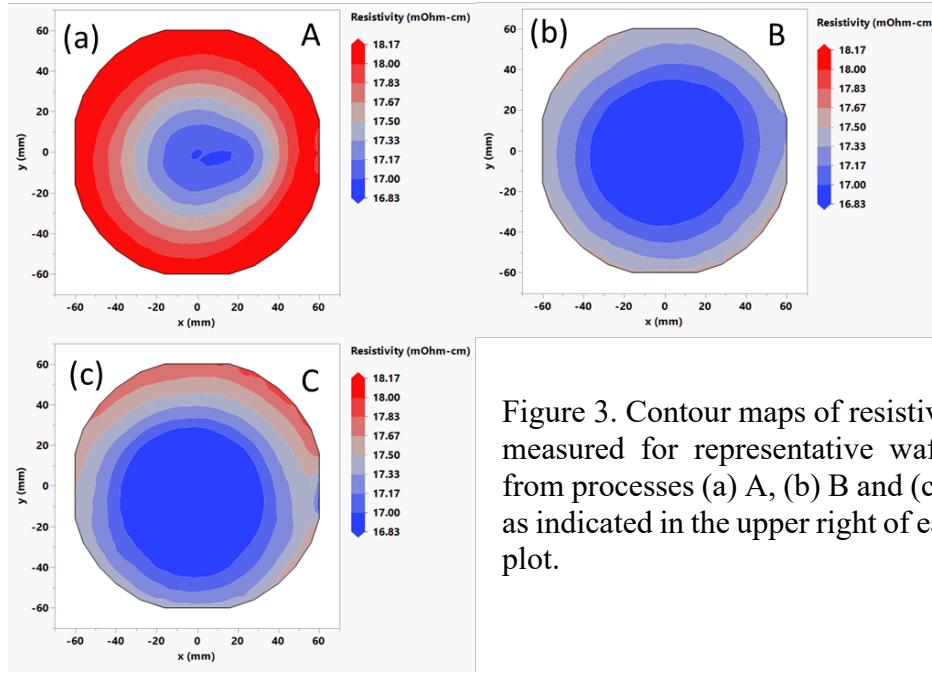 (a)
A
Resistivity (mOhm-cm)
18.17
18.00
17.83
17.67
17.50
17.33
17.17
17.00
16.83
60
40
20
0
-20
-40
-60
y (mm)
-60 -40 -20 0 20 40 60
x (mm)
(b)
B
Resistivity (mOhm-cm)
18.17
18.00
17.83
17.67
17.50
17.33
17.17
17.00
16.83
60
40
20
0
-20
-40
-60
y (mm)
-60 -40 -20 0 20 40 60
x (mm)
(c)
C
Resistivity (mOhm-cm)
18.17
18.00
17.83
17.67
17.50
17.33
17.17
17.00
16.83
60
40
20
0
-20
-40
-60
y (mm)
-60 -40 -20 0 20 40 60
x (mm)
Figure 3. Contour maps of
measured for representative
from processes (a) A, (b) B and
as indicated in the upper right of
plot.